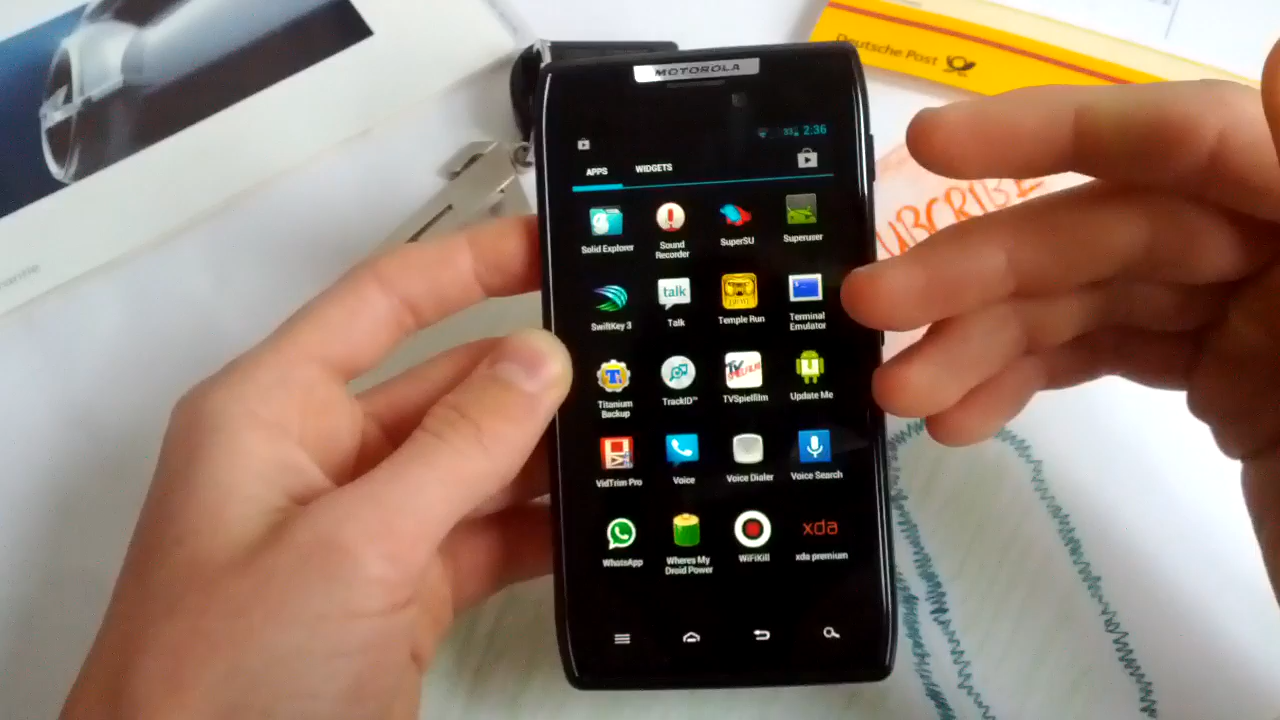 Deutsche Post
MOTOROLA
2:36
APPS WIDGETS
Solid Explorer
Sound
Recorder
SuperSU
Superuser
UBCRIBE
SwiftKey 3
talk
Talk
Temple Run
Terminal
Emulator
Titanium
Backup
TrackID™
TV
TVSpielfilm
Update Me
VidTrim Pro
Voice
Voice Dialer
Voice Search
WhatsApp
Wheres My
Droid Power
WiFiKill
xda
xda premium